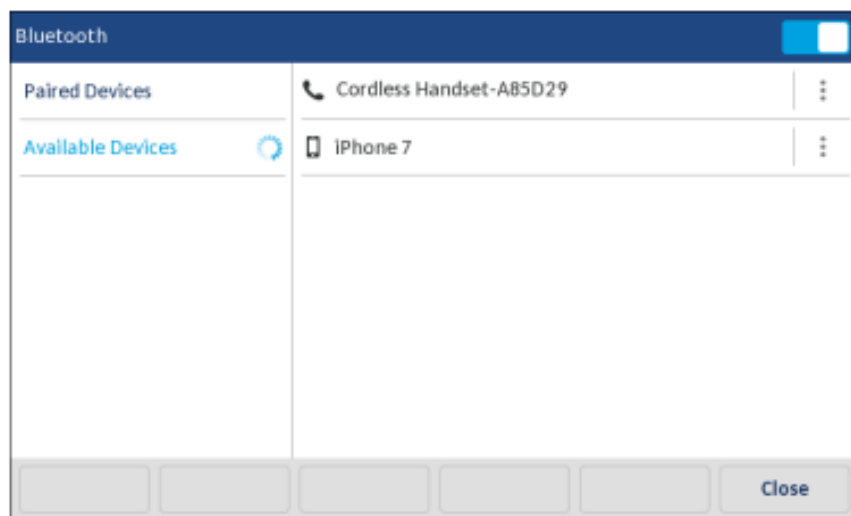 Bluetooth
Paired Devices
Available Devices
Cordless Handset-A85D29
iPhone 7
Close